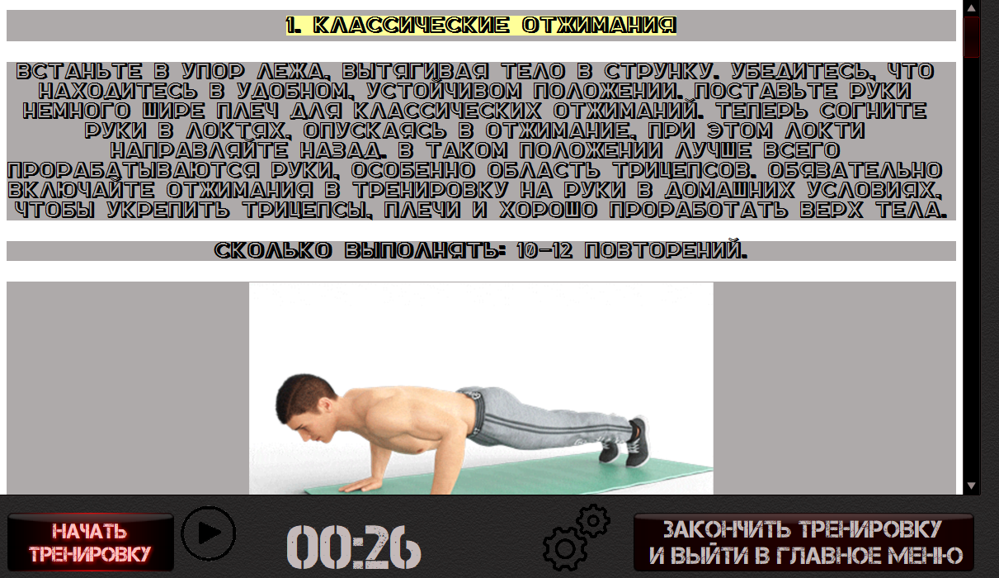 1. КЛАССИЧЕСКИЕ ОТЖИМАНИЯ
ВСТАНЬТЕ В УПОР ЛЕЖА, ВЫТЯГИВАЯ ТЕЛО В СТРУНКУ. УБЕДИТЕСЬ, ЧТО
НАХОДИТЕСЬ В УДОБНОМ, УСТОЙЧИВОМ ПОЛОЖЕНИИ. ПОСТАВЬТЕ РУКИ
НЕМНОГО ШИРЕ ПЛЕЧ ДЛЯ КЛАССИЧЕСКИХ ОТЖИМАНИЙ. ТЕПЕРЬ СОГНИТЕ
РУКИ В ЛОКТЯХ, ОПУСКАЯСЬ В ОТЖИМАНИЕ, ПРИ ЭТОМ ЛОКТИ
НАПРАВЛЯЙТЕ НАЗАД. В ТАКОМ ПОЛОЖЕНИИ ЛУЧШЕ ВСЕГО
ПРОРАБАТЫВАЮТСЯ РУКИ, ОСОБЕННО ОБЛАСТЬ ТРИЦЕПСОВ. ОБЯЗАТЕЛЬНО
ВКЛЮЧАЙТЕ ОТЖИМАНИЯ В ТРЕНИРОВКУ НА РУКИ В ДОМАШНИХ УСЛОВИЯХ,
ЧТОБЫ УКРЕПИТЬ ТРИЦЕПСЫ, ПЛЕЧИ И ХОРОШО ПРОРАБОТАТЬ ВЕРХ ТЕЛА.
СКОЛЬКО ВЫПОЛНЯТЬ: 10-12 ПОВТОРЕНИЙ.
НАЧАТЬ
ТРЕНИРОВКУ
00:26
ЗАКОНЧИТЬ ТРЕНИРОВКУ
И ВЫЙТИ В ГЛАВНОЕ МЕНЮ